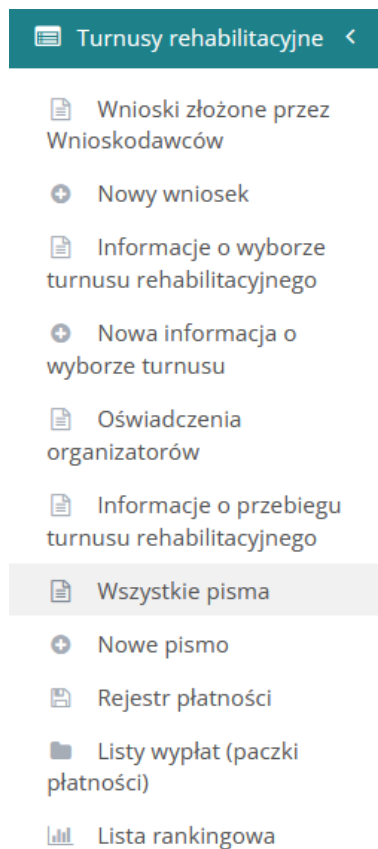 Turnusy rehabilitacyjne
Wnioski złożone przez
Wnioskodawców
Nowy wniosek
Informacje o wyborze
turnusu rehabilitacyjnego
Nowa informacja o
wyborze turnusu
Oświadczenia
organizatorów
Informacje o przebiegu
turnusu rehabilitacyjnego
Wszystkie pisma
Nowe pismo
Rejestr płatności
Listy wypłat (paczki
płatności)
Lista rankingowa